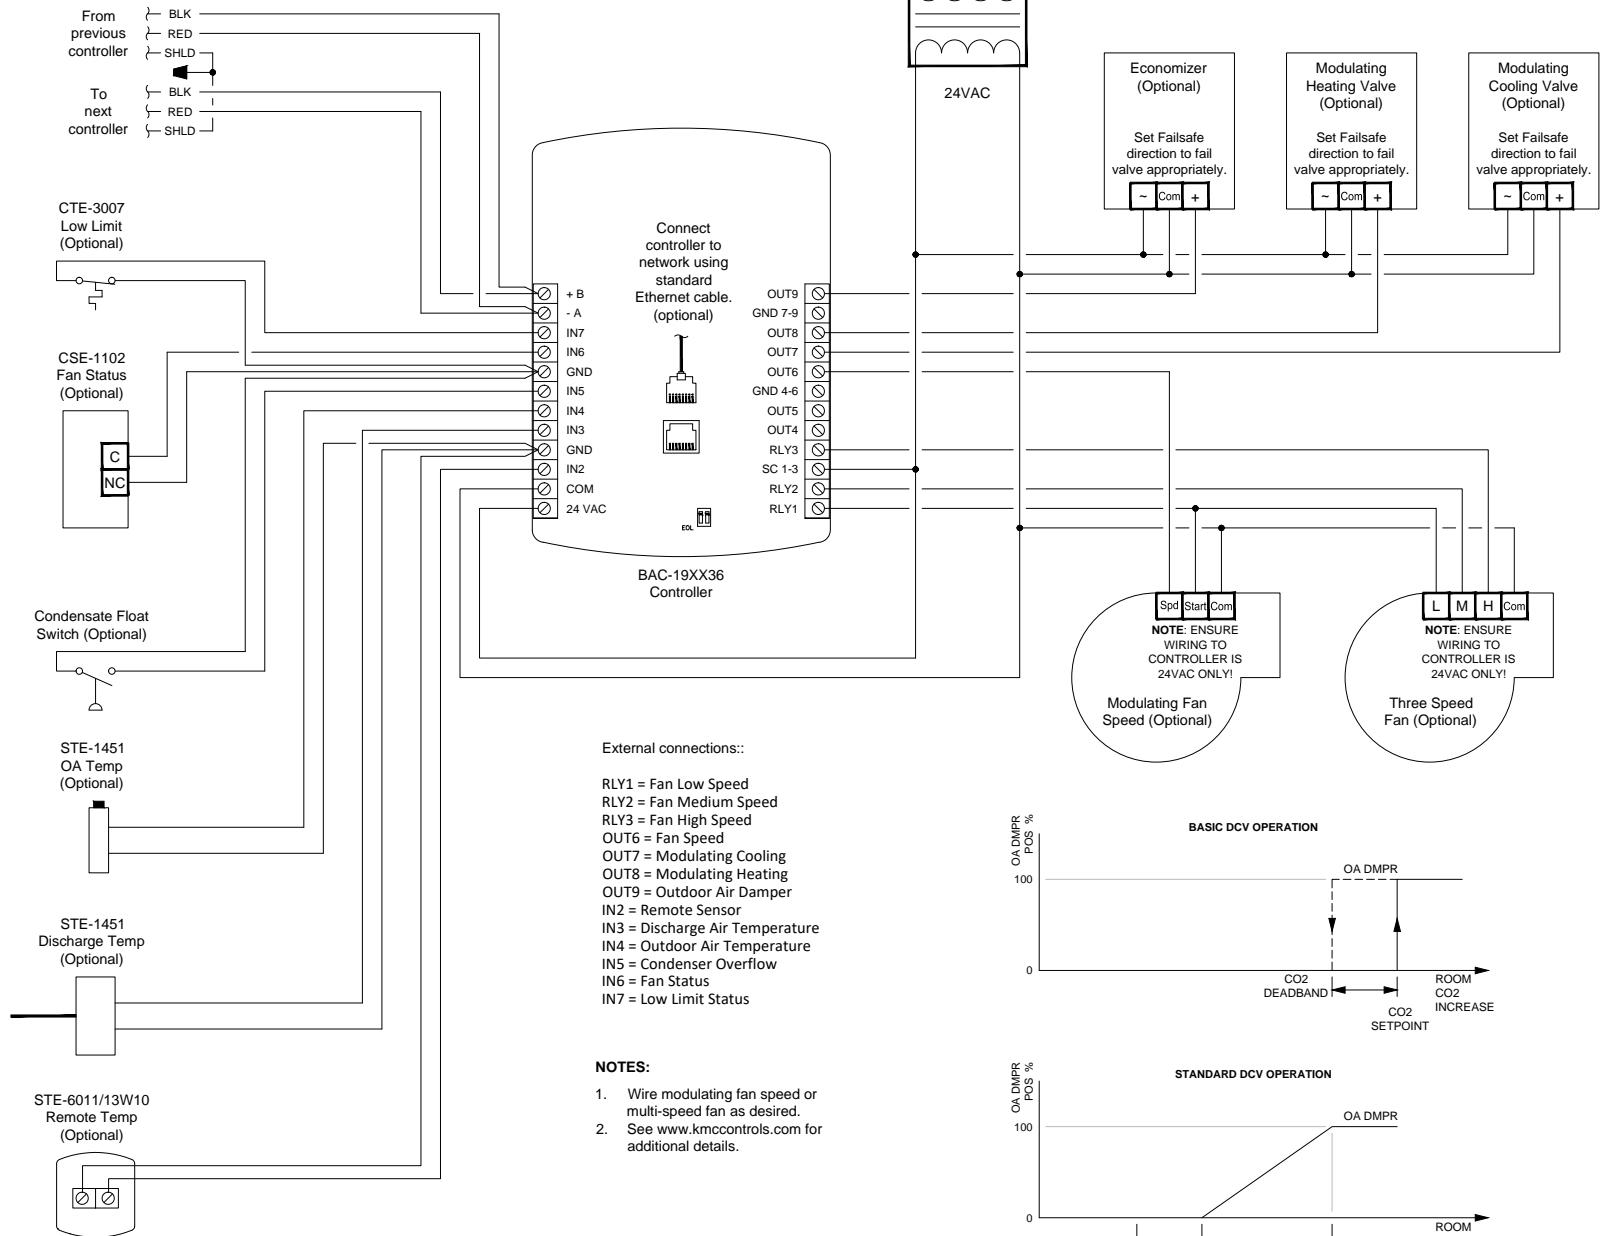 From
previous
controller
BLK
RED
SHLD
To
next
controller
BLK
RED
SHLD
24VAC
Economizer
(Optional)
Set Failsafe
direction to fail
valve appropriately.
~ Com +
Modulating
Heating Valve
(Optional)
Set Failsafe
direction to fail
valve appropriately.
~ Com +
Modulating
Cooling Valve
(Optional)
Set Failsafe
direction to fail
valve appropriately.
~ Com +
CTE-3007
Low Limit
(Optional)
CSE-1102
Fan Status
(Optional)
C
NC
Condensate Float
Switch (Optional)
STE-1451
OA Temp
(Optional)
STE-1451
Discharge Temp
(Optional)
STE-6011/13W10
Remote Temp
(Optional)
Connect
controller to
network using
standard
Ethernet cable.
(optional)
+ B
- A
IN7
IN6
GND
IN5
IN4
IN3
GND
IN2
COM
24 VAC
OUT9
GND 7-9
OUT8
OUT7
OUT6
GND 4-6
OUT5
OUT4
RLY3
SC 1-3
RLY2
RLY1
EOL
BAC-19XX36
Controller
Spd Start Com
NOTE: ENSURE
WIRING TO
CONTROLLER IS
24VAC ONLY!
Modulating Fan
Speed (Optional)
L M H Com
NOTE: ENSURE
WIRING TO
CONTROLLER IS
24VAC ONLY!
Three Speed
Fan (Optional)
External connections::
RLY1 = Fan Low Speed
RLY2 = Fan Medium Speed
RLY3 = Fan High Speed
OUT6 = Fan Speed
OUT7 = Modulating Cooling
OUT8 = Modulating Heating
OUT9 = Outdoor Air Damper
IN2 = Remote Sensor
IN3 = Discharge Air Temperature
IN4 = Outdoor Air Temperature
IN5 = Condenser Overflow
IN6 = Fan Status
IN7 = Low Limit Status
NOTES:
1. Wire modulating fan speed or
multi-speed fan as desired.
2. See www.kmccontrols.com for
additional details.
BASIC DCV OPERATION
OA DMPR
POS %
100
0
OA DMPR
CO2
DEADBAND
CO2
SETPOINT
ROOM
CO2
INCREASE
STANDARD DCV OPERATION
OA DMPR
POS %
100
0
OA DMPR
ROOM